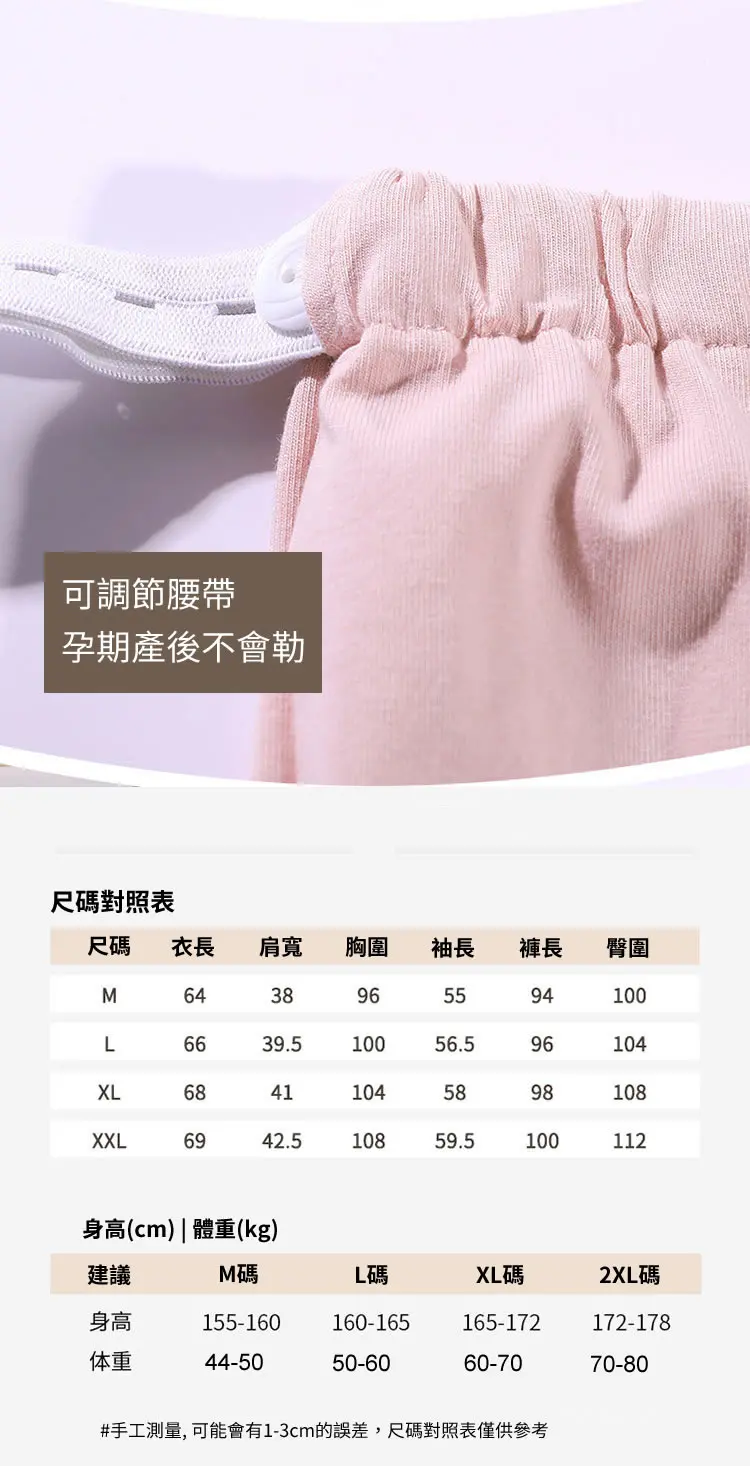 可調節腰帶
孕期產後不會勒
尺碼對照表
尺碼 衣長 肩寬 胸圍 袖長 褲長 臀圍
M 64 38 96 55 94 100
L 66 39.5 100 56.5 96 104
XL 68 41 104 58 98 108
XXL 69 42.5 108 59.5 100 112
身高(cm) | 體重(kg)
建議 M碼 L碼 XL碼 2XL碼
身高 155-160 160-165 165-172 172-178
体重 44-50 50-60 60-70 70-80
#手工測量, 可能會有1-3cm的誤差，尺碼對照表僅供參考